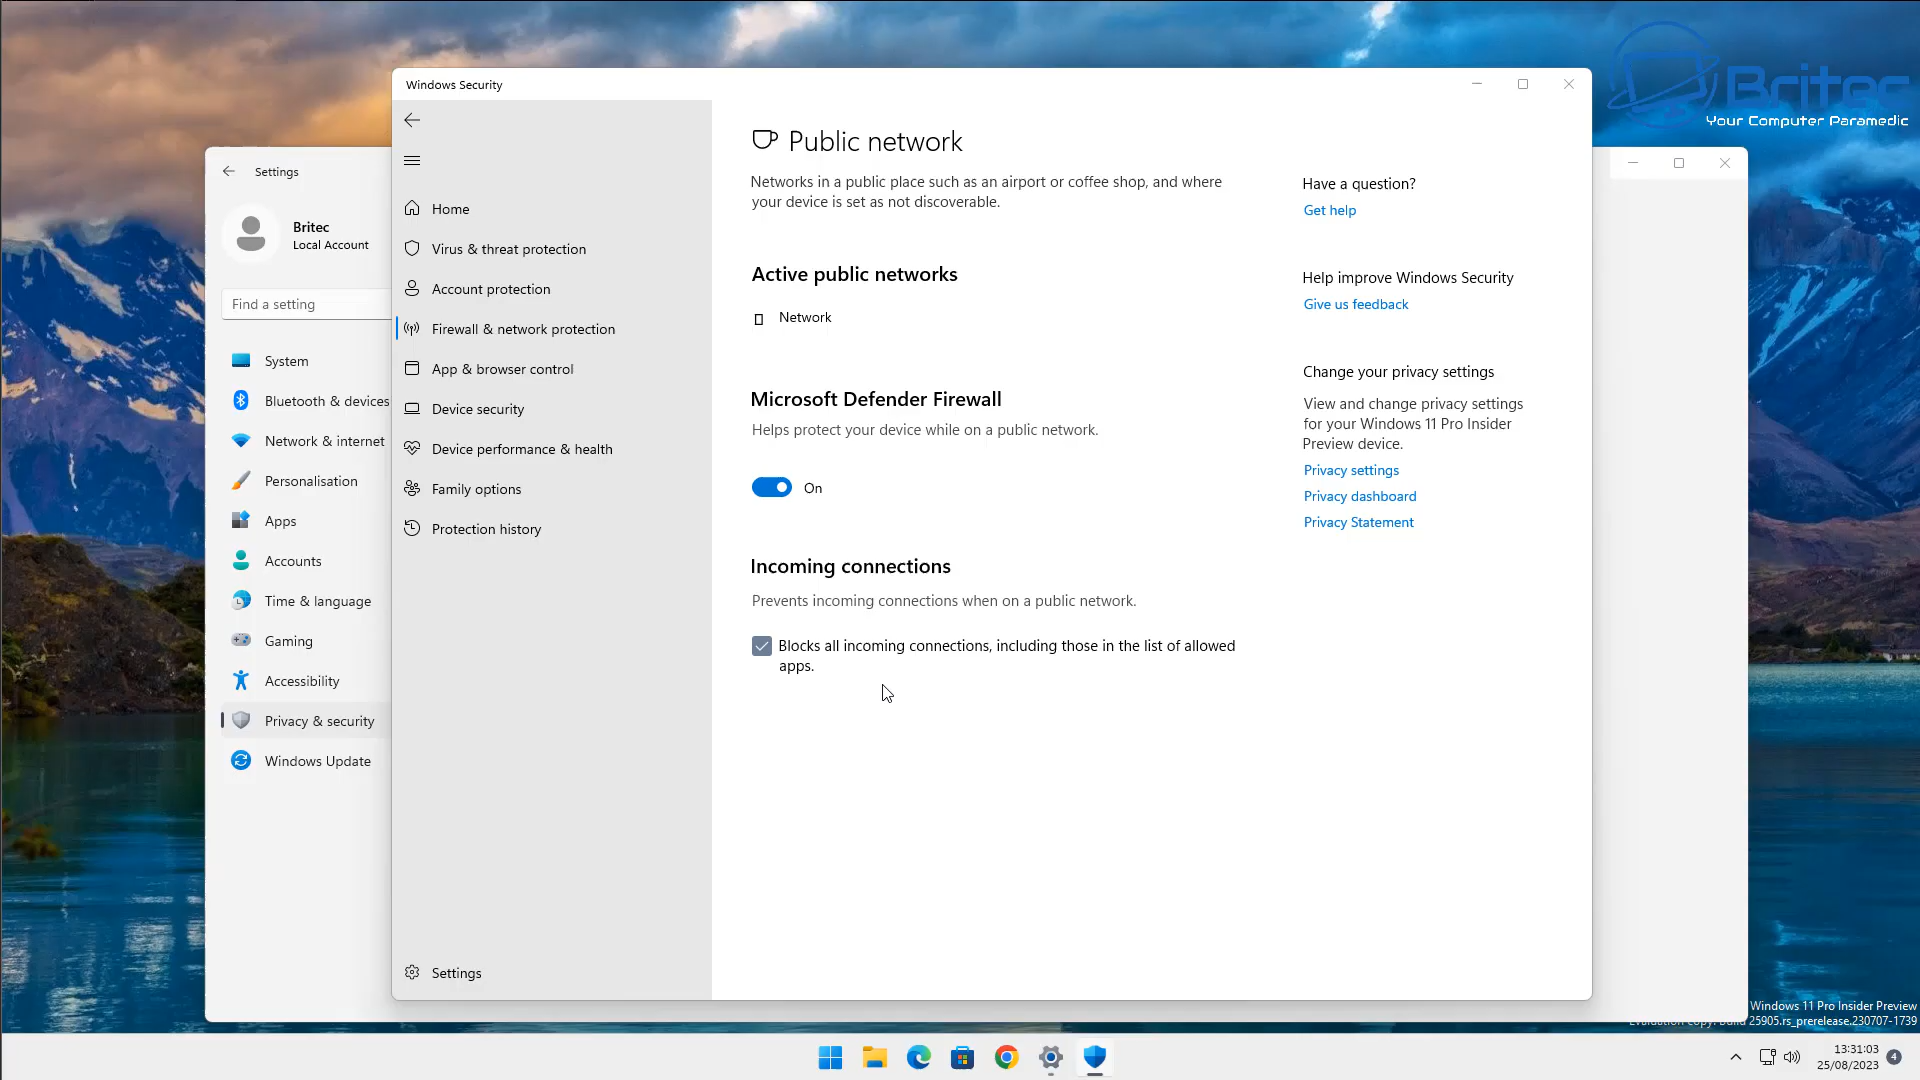 Britec
Your Computer Paramedic
Windows Security
Settings
Britec
Local Account
Find a setting
System
Bluetooth & devices
Network & internet
Personalisation
Apps
Accounts
Time & language
Gaming
Accessibility
Privacy & security
Windows Update
Home
Virus & threat protection
Account protection
Firewall & network protection
App & browser control
Device security
Device performance & health
Family options
Protection history
Settings
Public network
Networks in a public place such as an airport or coffee shop, and where
your device is set as not discoverable.
Active public networks
Network
Microsoft Defender Firewall
Helps protect your device while on a public network.
On
Incoming connections
Prevents incoming connections when on a public network.
Blocks all incoming connections, including those in the list of allowed
apps.
Have a question?
Get help
Help improve Windows Security
Give us feedback
Change your privacy settings
View and change privacy settings
for your Windows 11 Pro Insider
Preview device.
Privacy settings
Privacy dashboard
Privacy Statement
Windows 11 Pro Insider Preview
Evaluation copy. Build 25905.rs_prerelease.230707-1739
13:31:03
25/08/2023
4